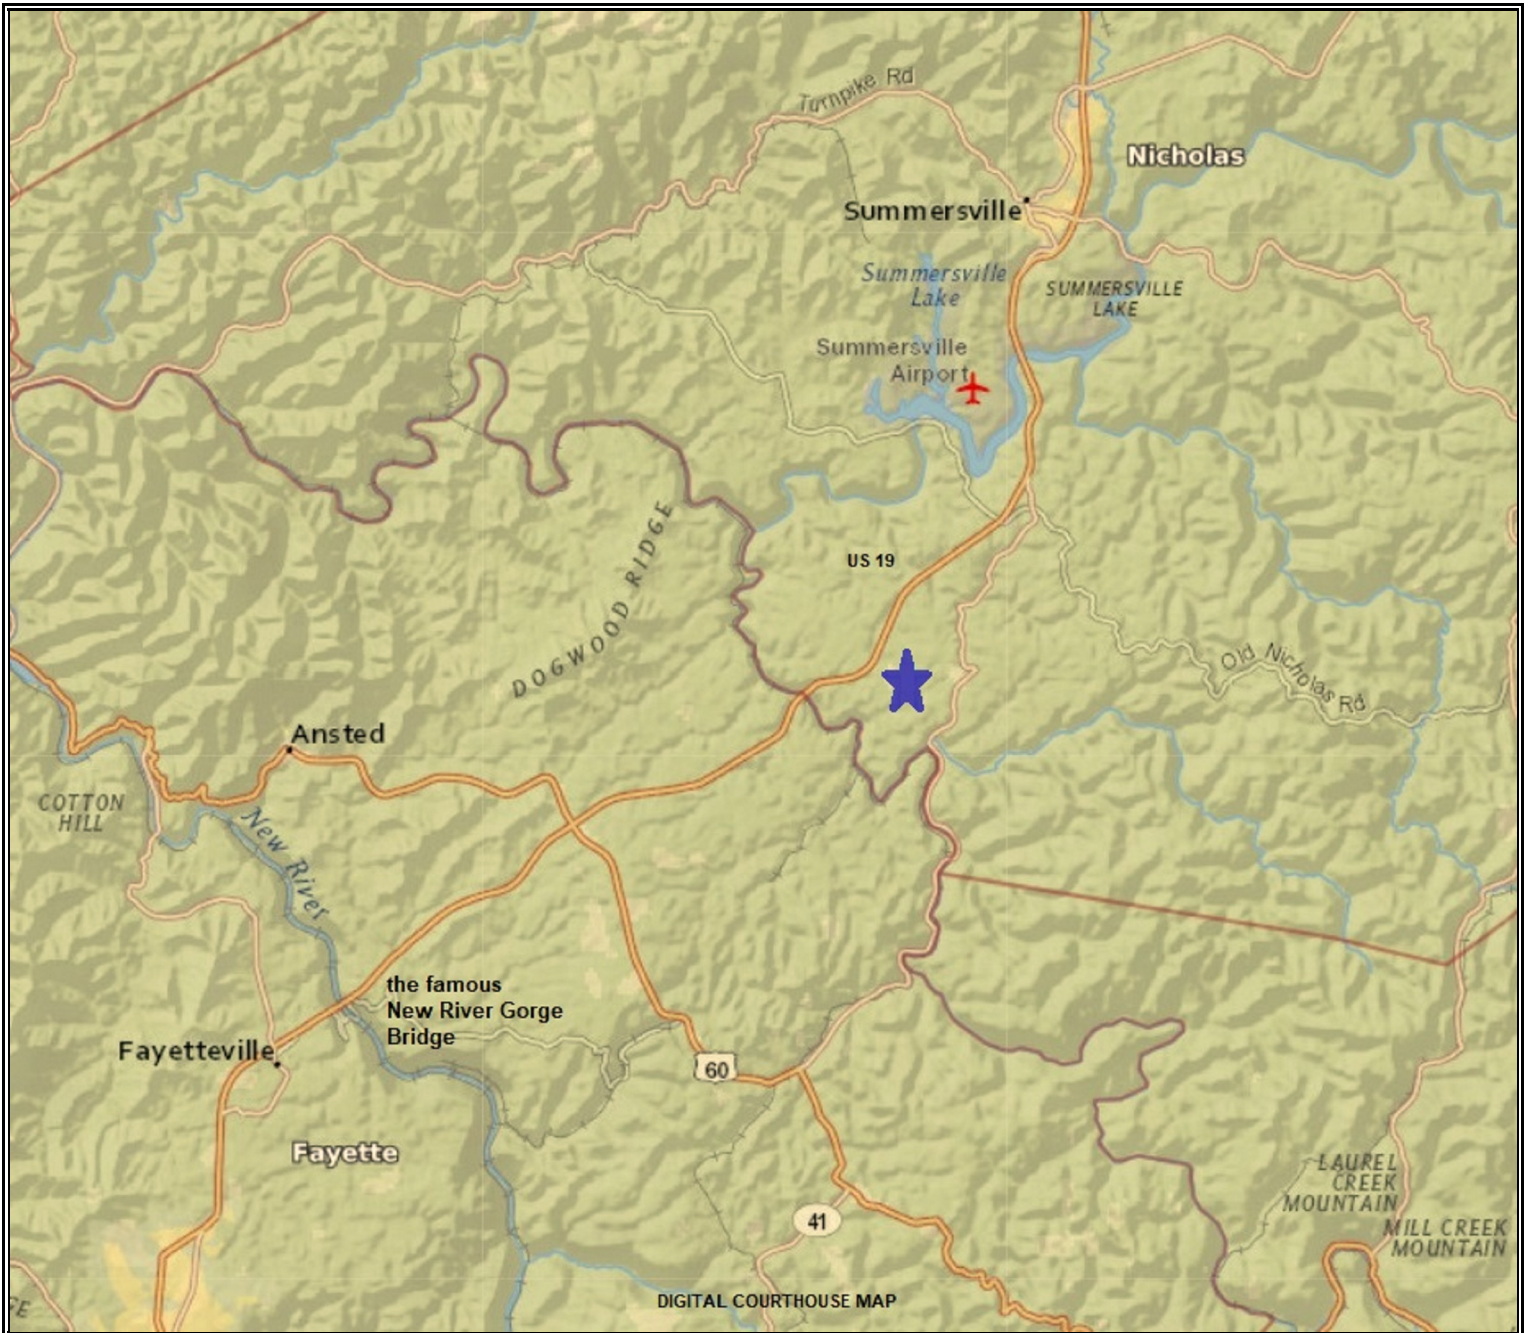 Turnpike Rd
Nicholas
Summersville
Summersville
Lake
SUMMERSVILLE
LAKE
Summersville
Airport
DOGWOOD RIDGE
US 19
Old Nicholas Rd
Ansted
COTTON
HILL
New River
the famous
New River Gorge
Bridge
Fayetteville
60
Fayette
LAUREL
CREEK
MOUNTAIN
41
MILL CREEK
MOUNTAIN
GE
DIGITAL COURTHOUSE MAP